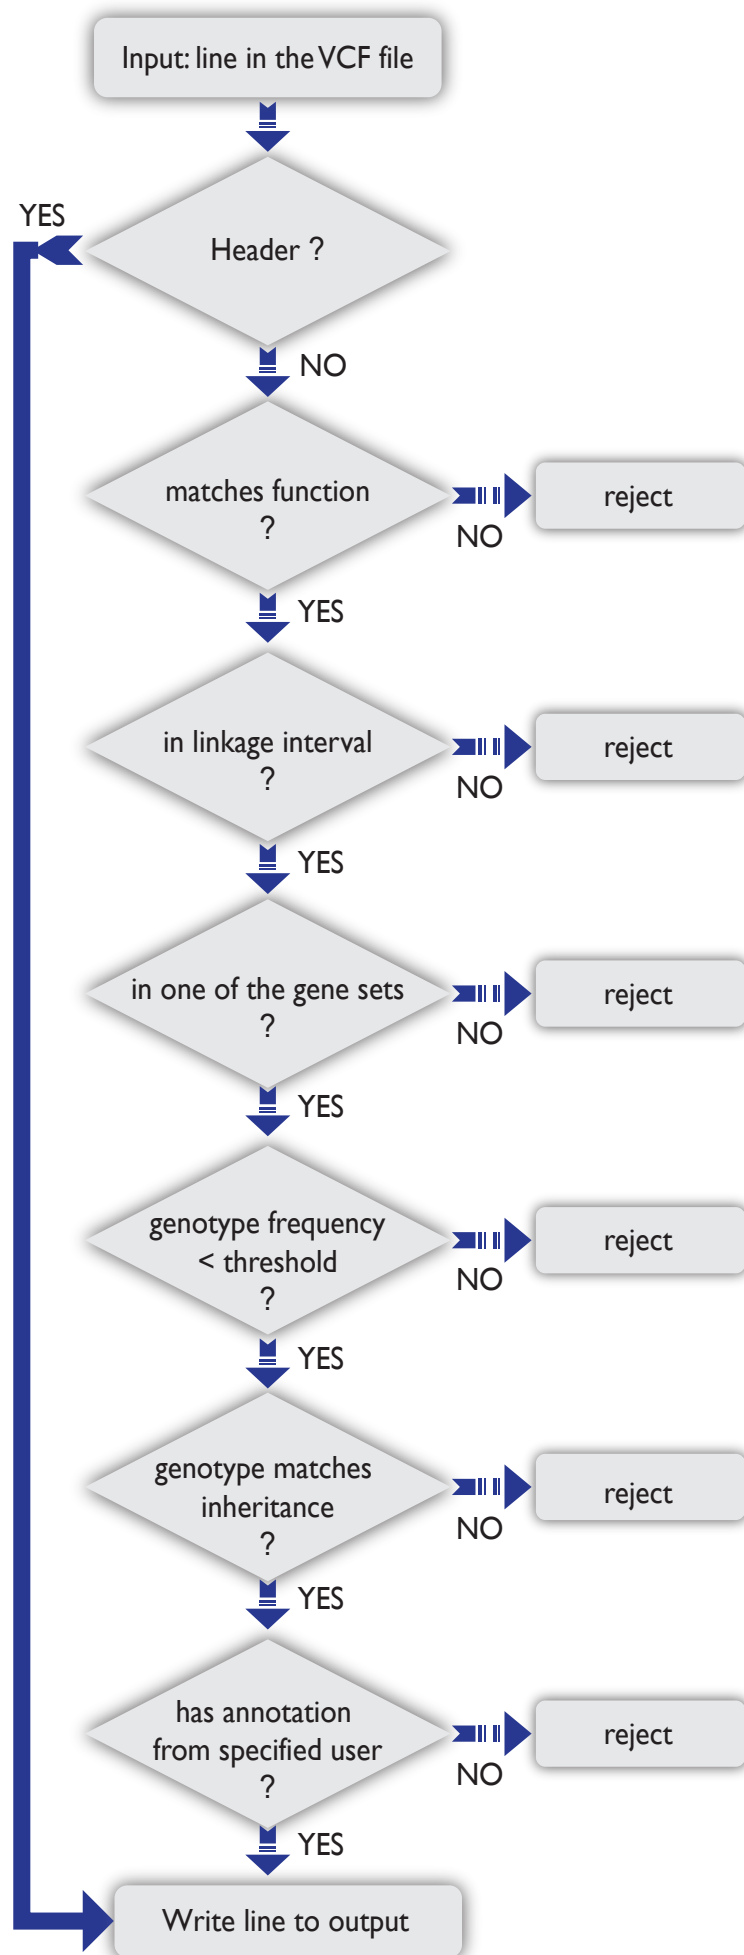 Input: line in the VCF file
YES
Header ?
NO
matches function
?
NO
reject
YES
in linkage interval
?
NO
reject
YES
in one of the gene sets
?
NO
reject
YES
genotype frequency
< threshold
?
NO
reject
YES
genotype matches
inheritance
?
NO
reject
YES
has annotation
from specified user
?
NO
reject
YES
Write line to output